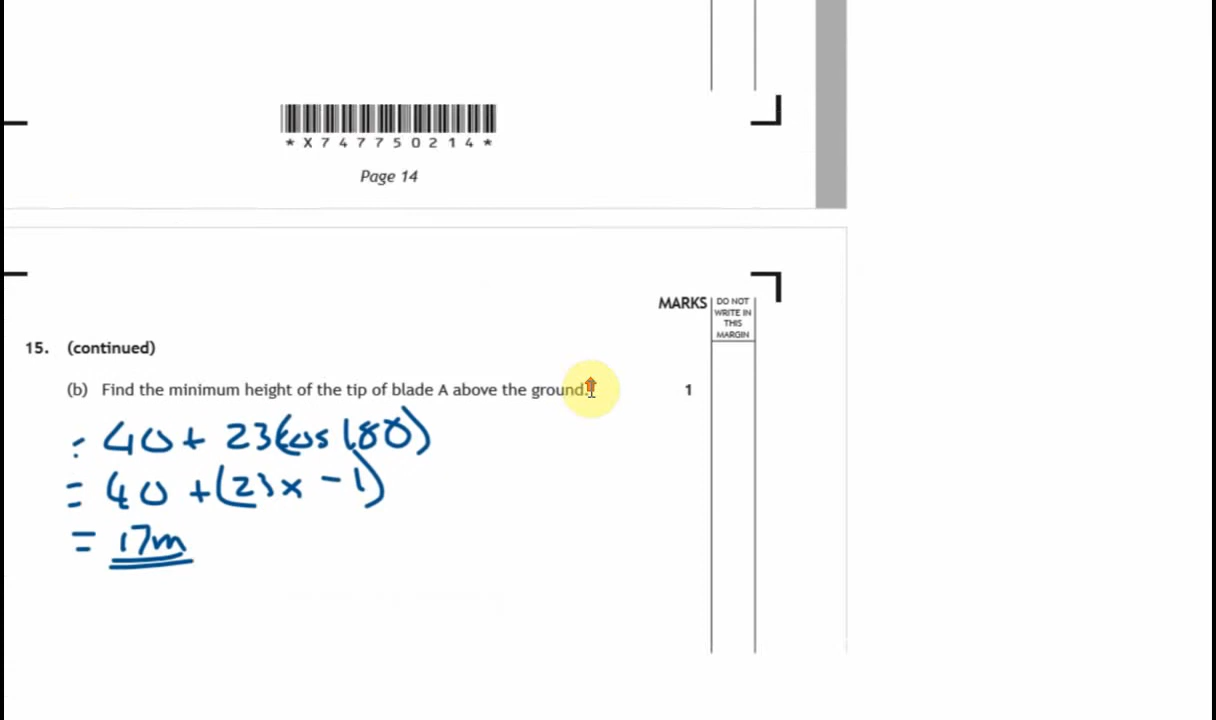 * X 7 4 7 7 5 0 2 1 4 *
Page 14
MARKS
DO NOT
WRITE IN
THIS
MARGIN
15. (continued)
(b) Find the minimum height of the tip of blade A above the ground. 1
= 40 + 23(cos 180)
= 40 + (23x -1)
= 17m